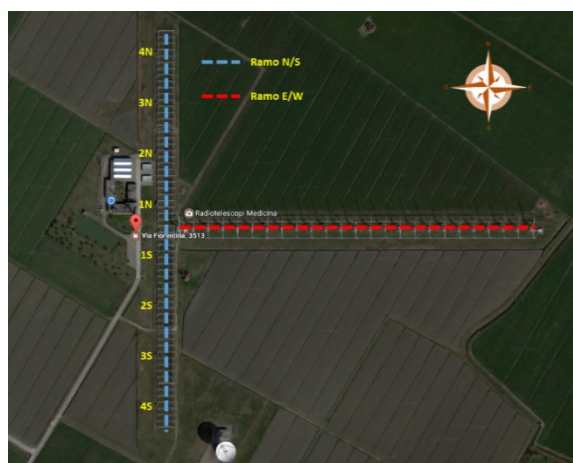 4N
Ramo N/S
3N
Ramo E/W
2N
1N
Radiotelescopi Medicina
Via Fiorentina, 3513
1S
2S
3S
4S
N
O
E
S